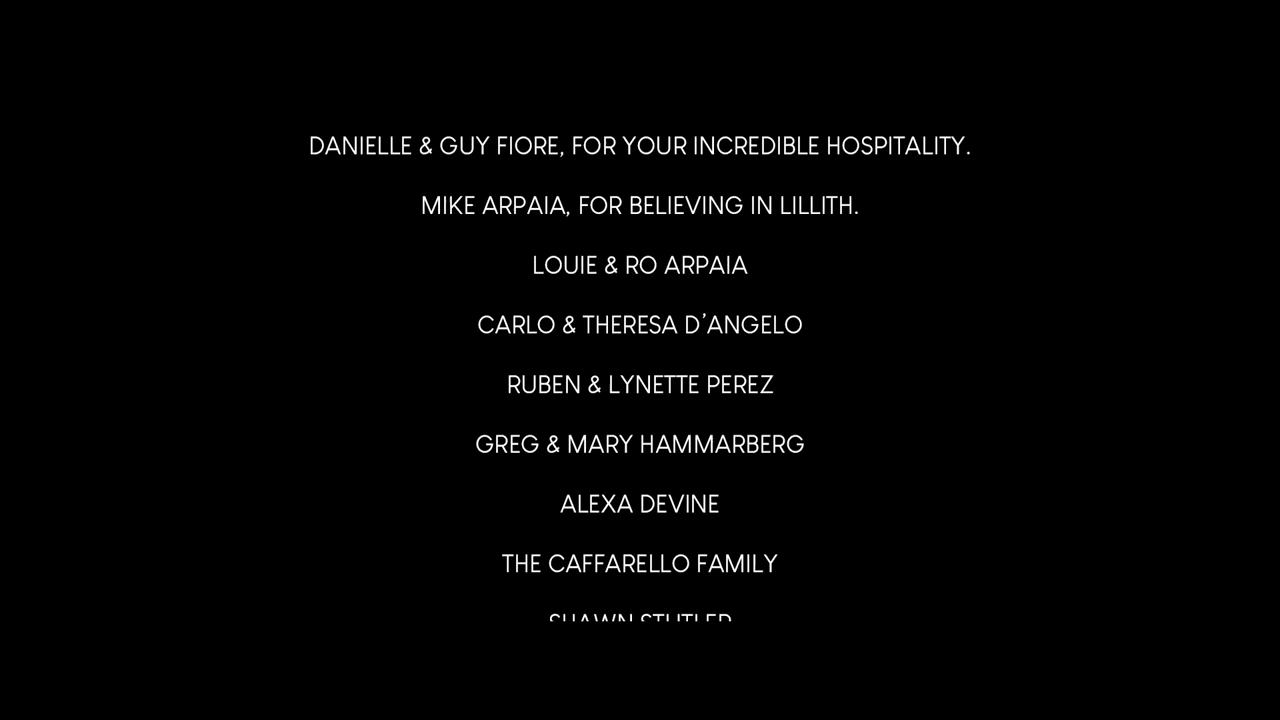 DANIELLE & GUY FIORE, FOR YOUR INCREDIBLE HOSPITALITY.
MIKE ARPAIA, FOR BELIEVING IN LILLITH.
LOUIE & RO ARPAIA
CARLO & THERESA D’ANGELO
RUBEN & LYNETTE PEREZ
GREG & MARY HAMMARBERG
ALEXA DEVINE
THE CAFFARELLO FAMILY
SHAWN